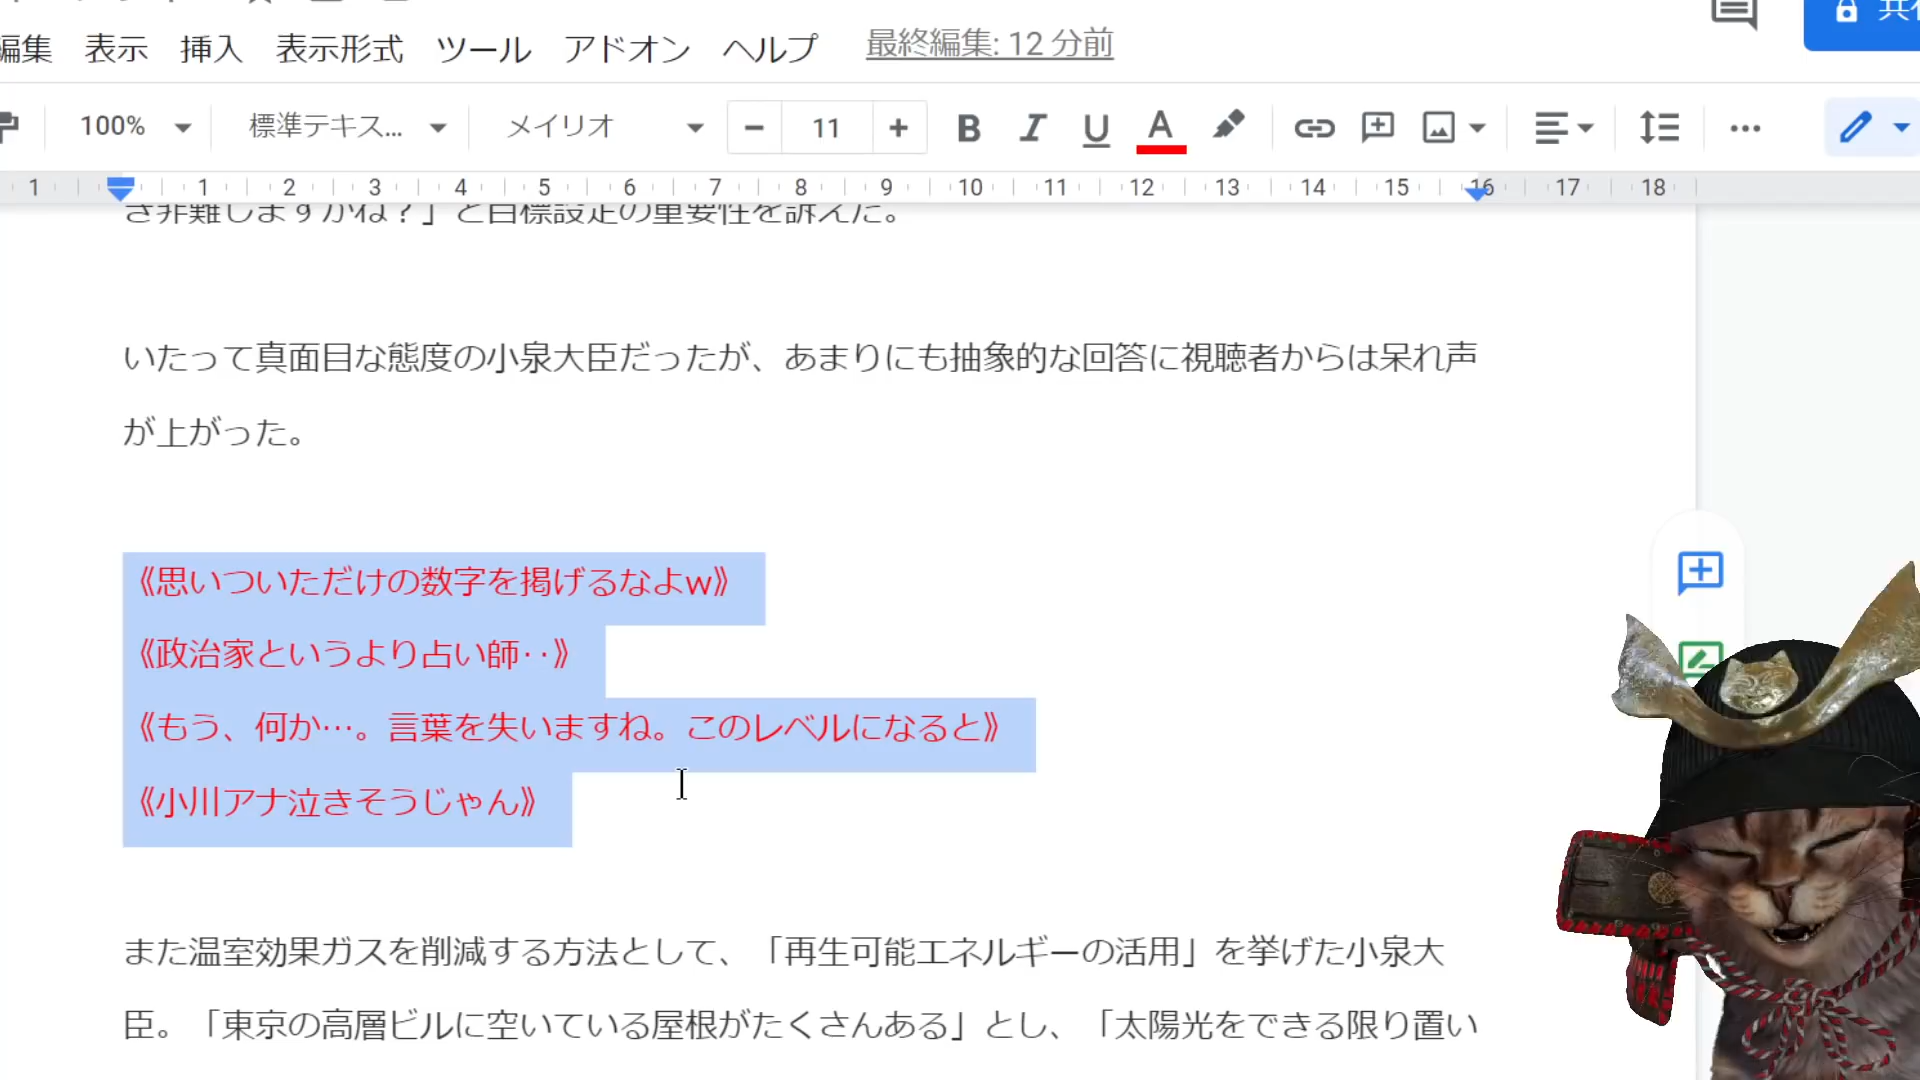 編集 表示 挿入 表示形式 ツール アドオン ヘルプ 最終編集: 12 分前
100% 標準テキス... メイリオ − 11 + B I U A
1 1 2 3 4 5 6 7 8 9 10 11 12 13 14 15 16 17 18
き非難しますかね？」と目標設定の重要性を訴えた。
いたって真面目な態度の小泉大臣だったが、あまりにも抽象的な回答に視聴者からは呆れ声
が上がった。
《思いついただけの数字を掲げるなよw》
《政治家というより占い師‥》
《もう、何か…。言葉を失いますね。このレベルになると》
《小川アナ泣きそうじゃん》
また温室効果ガスを削減する方法として、「再生可能エネルギーの活用」を挙げた小泉大
臣。「東京の高層ビルに空いている屋根がたくさんある」とし、「太陽光をできる限り置い